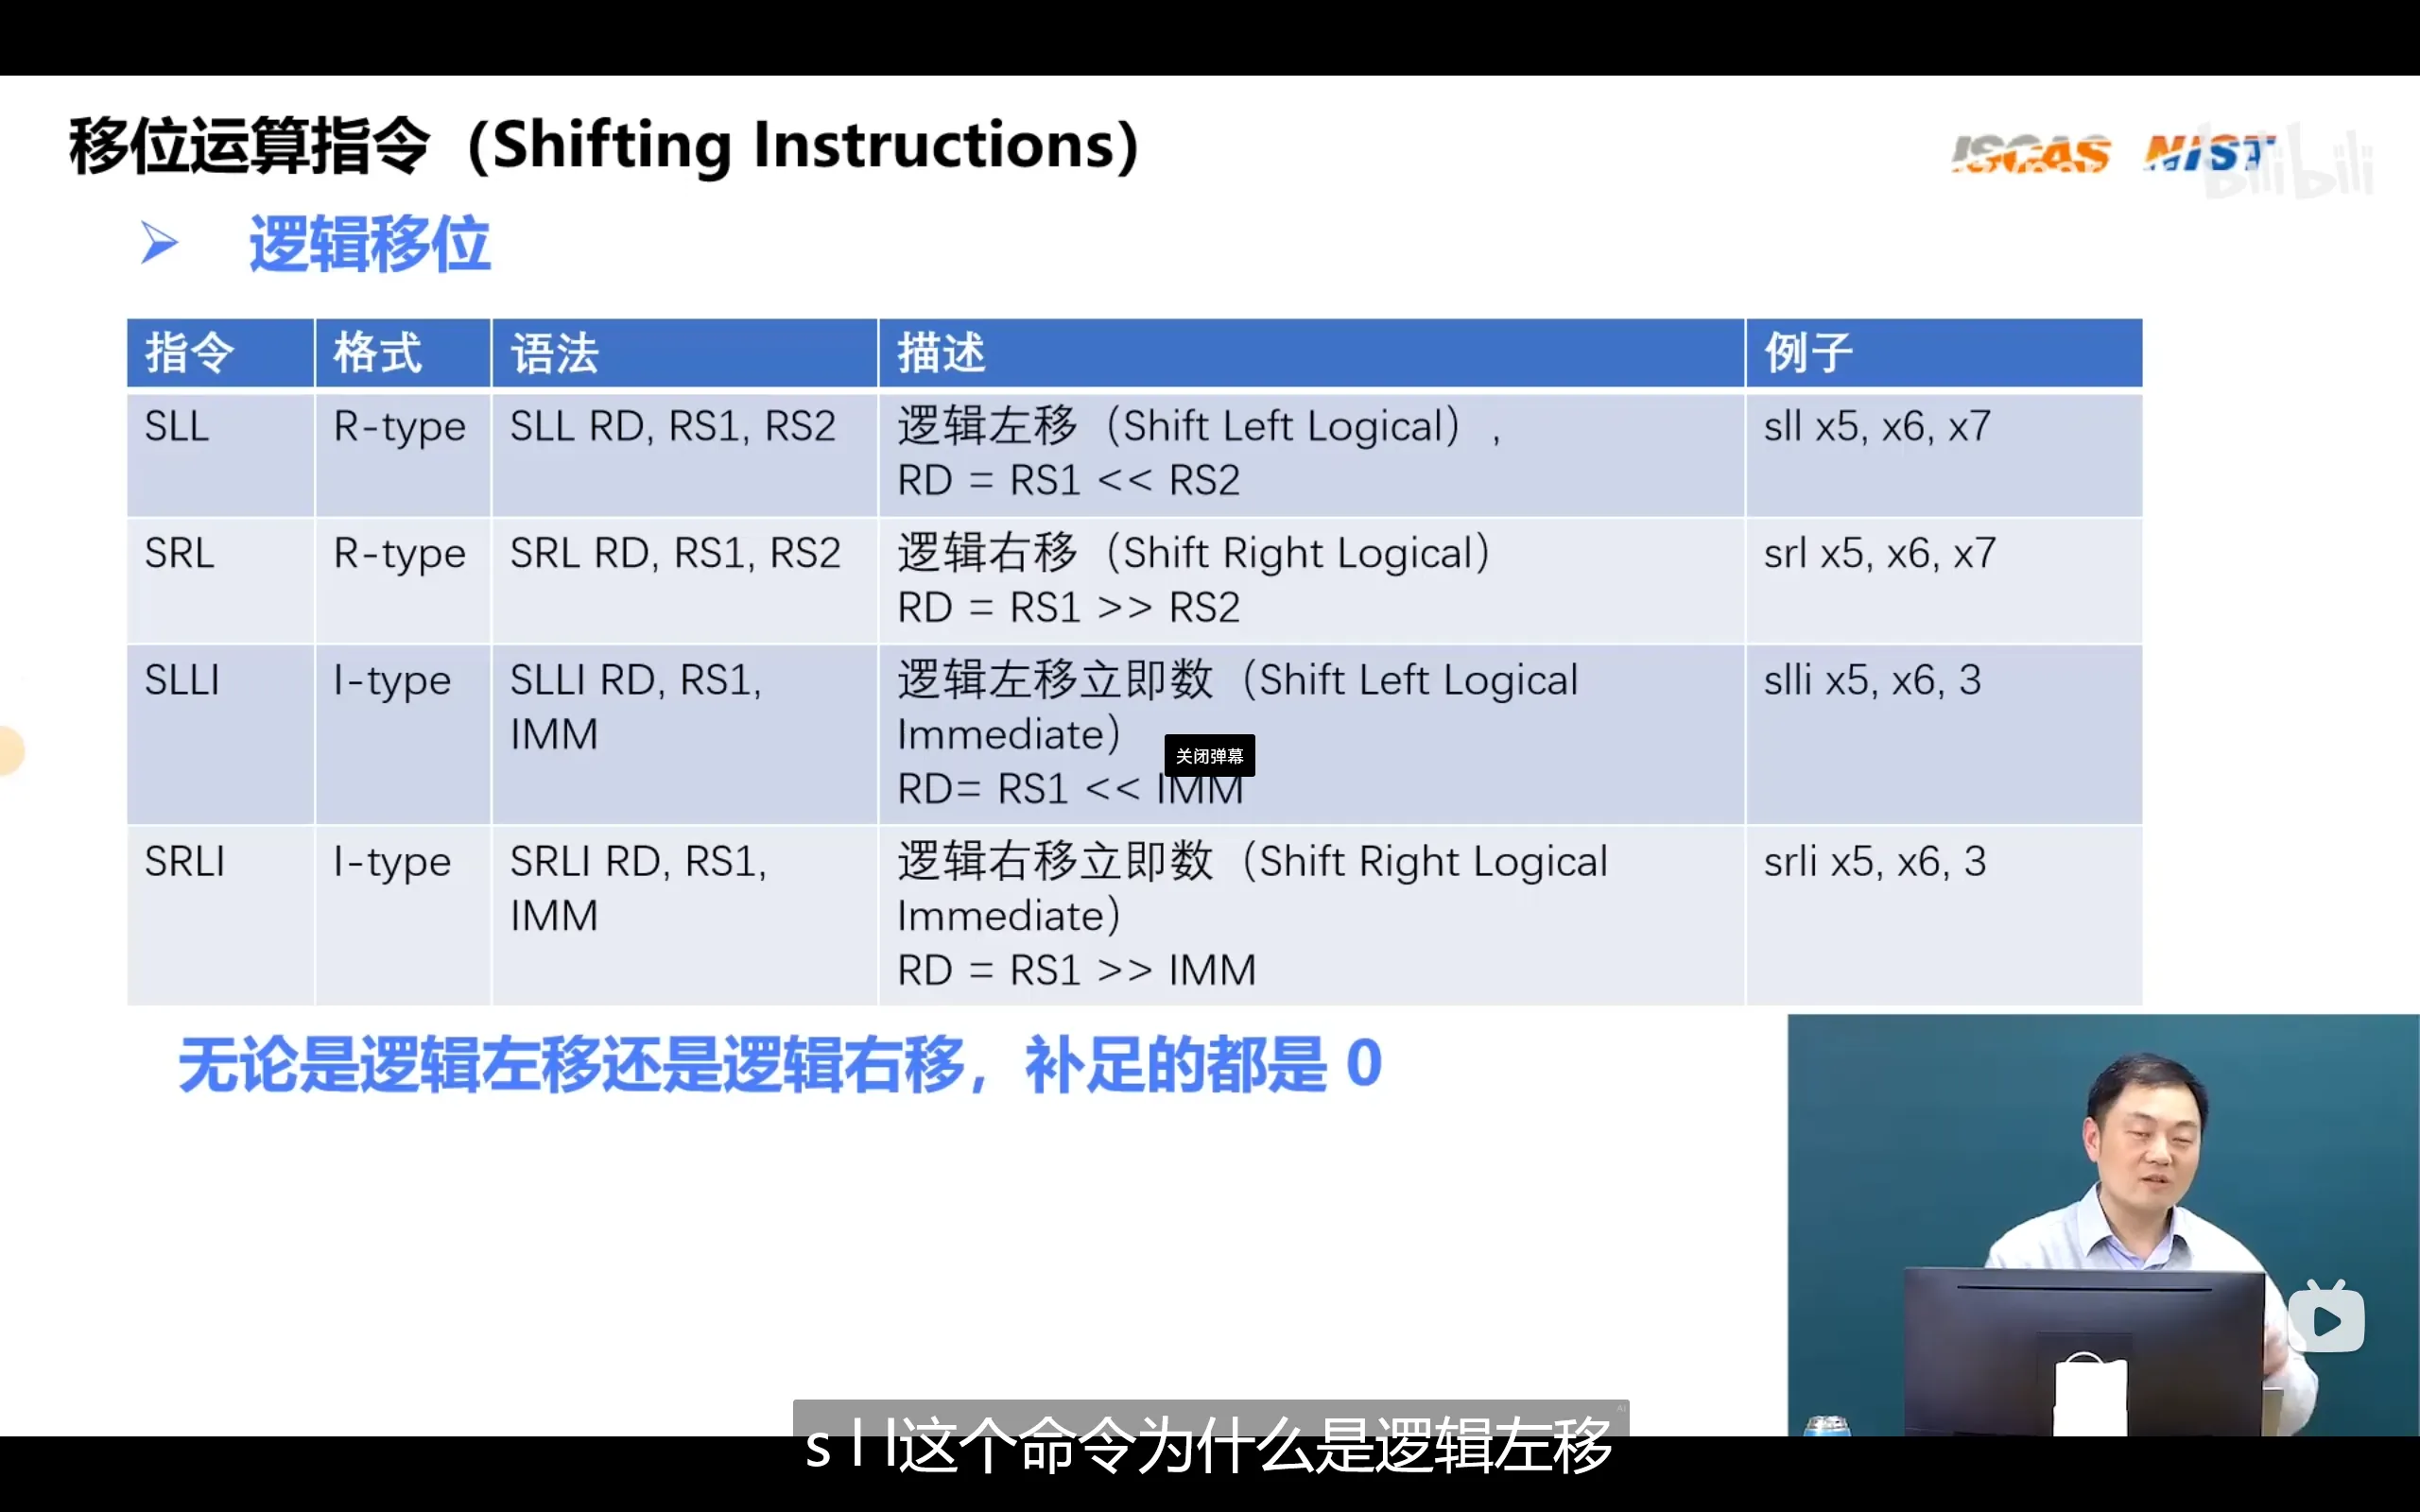 移位运算指令（Shifting Instructions）
ISCAS NIST
bilibili
逻辑移位
指令 格式 语法 描述 例子
SLL R-type SLL RD, RS1, RS2 逻辑左移（Shift Left Logical）, sll x5, x6, x7
RD = RS1 << RS2
SRL R-type SRL RD, RS1, RS2 逻辑右移（Shift Right Logical） srl x5, x6, x7
RD = RS1 >> RS2
SLLI I-type SLLI RD, RS1, 逻辑左移立即数（Shift Left Logical slli x5, x6, 3
IMM Immediate）
关闭弹幕
RD= RS1 << IMM
SRLI I-type SRLI RD, RS1, 逻辑右移立即数（Shift Right Logical srli x5, x6, 3
IMM Immediate）
RD = RS1 >> IMM
无论是逻辑左移还是逻辑右移，补足的都是 0
AI
s l l这个命令为什么是逻辑左移